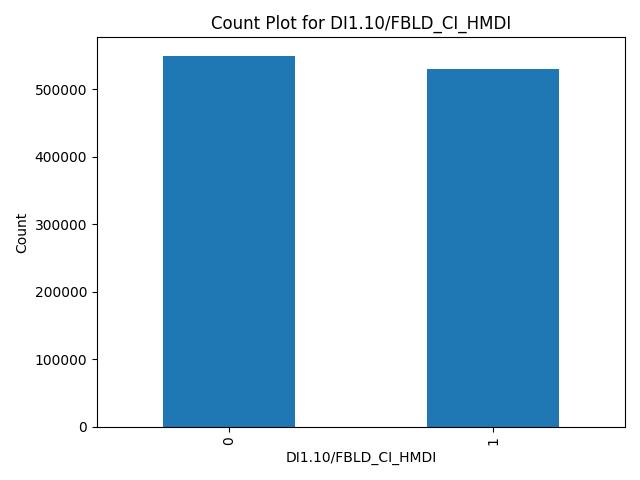 Count Plot for DI1.10/FBLD_CI_HMDI
500000
400000
300000
200000
100000
0
Count
0
1
DI1.10/FBLD_CI_HMDI